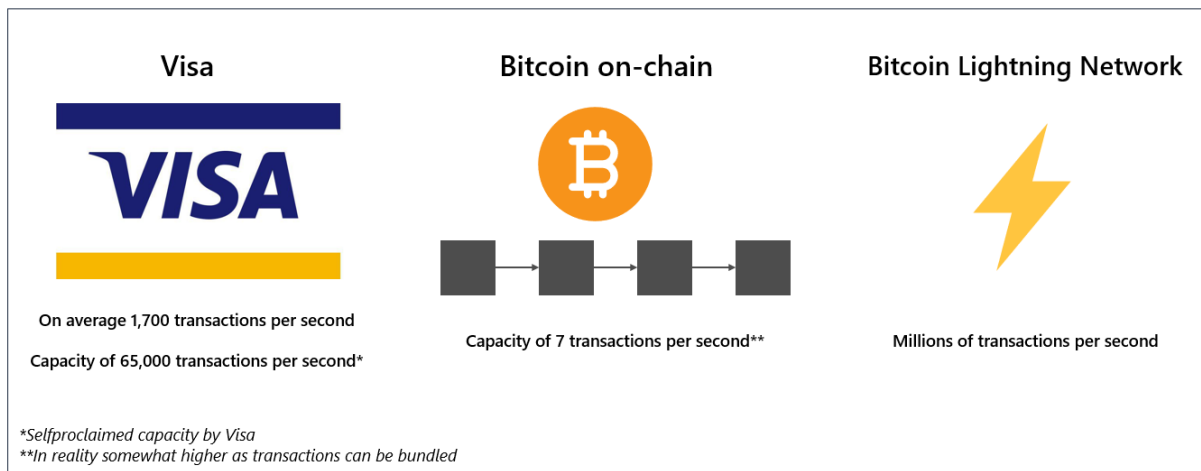 Visa
VISA
On average 1,700 transactions per second
Capacity of 65,000 transactions per second*
Bitcoin on-chain
Capacity of 7 transactions per second**
Bitcoin Lightning Network
Millions of transactions per second
*Selfproclaimed capacity by Visa
**In reality somewhat higher as transactions can be bundled